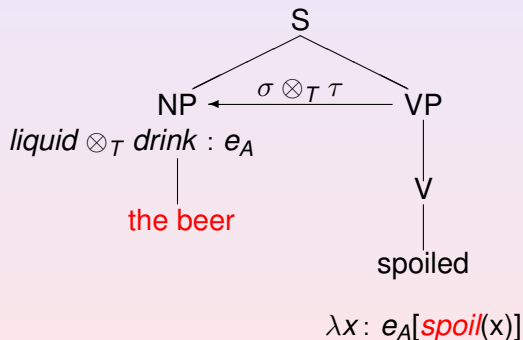 S
NP σ ⊗T τ VP
liquid ⊗T drink : eA
V
the beer
spoiled
λx : eA[spoil(x)]